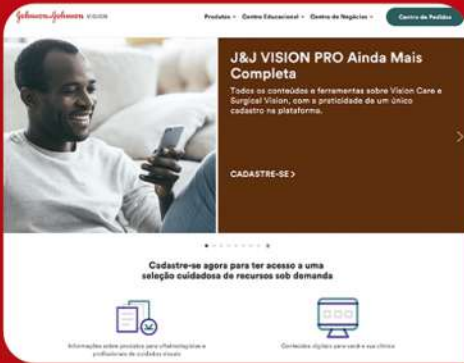 Johnson & Johnson VISION
Produtos
Centro Educacional
Centro de Negócios
Centro de Pedidos
J&J VISION PRO Ainda Mais
Completa
Todos os conteúdos e ferramentas sobre Vision Care e
Surgical Vision, com a praticidade de um único
cadastro na plataforma.
CADASTRE-SE >
Cadastre-se agora para ter acesso a uma
seleção cuidadosa de recursos sob demanda
Informações sobre produtos para oftalmologistas e
profissionais de cuidados visuais
Conteúdos digitais para você e sua clínica